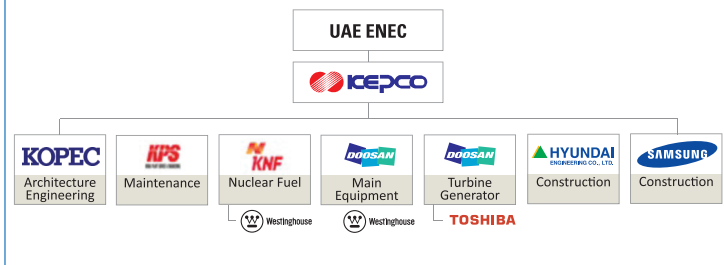 UAE ENEC
KEPCO
KOPEC
Architecture
Engineering
KPS
Maintenance
KNF
Nuclear Fuel
Westinghouse
DOOSAN
Main
Equipment
Westinghouse
DOOSAN
Turbine
Generator
TOSHIBA
HYUNDAI
ENGINEERING CO., LTD.
Construction
SAMSUNG
Construction